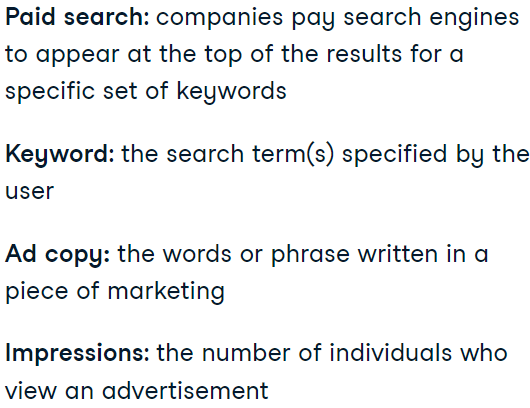 Paid search: companies pay search engines
to appear at the top of the results for a
specific set of keywords
Keyword: the search term(s) specified by the
user
Ad copy: the words or phrase written in a
piece of marketing
Impressions: the number of individuals who
view an advertisement